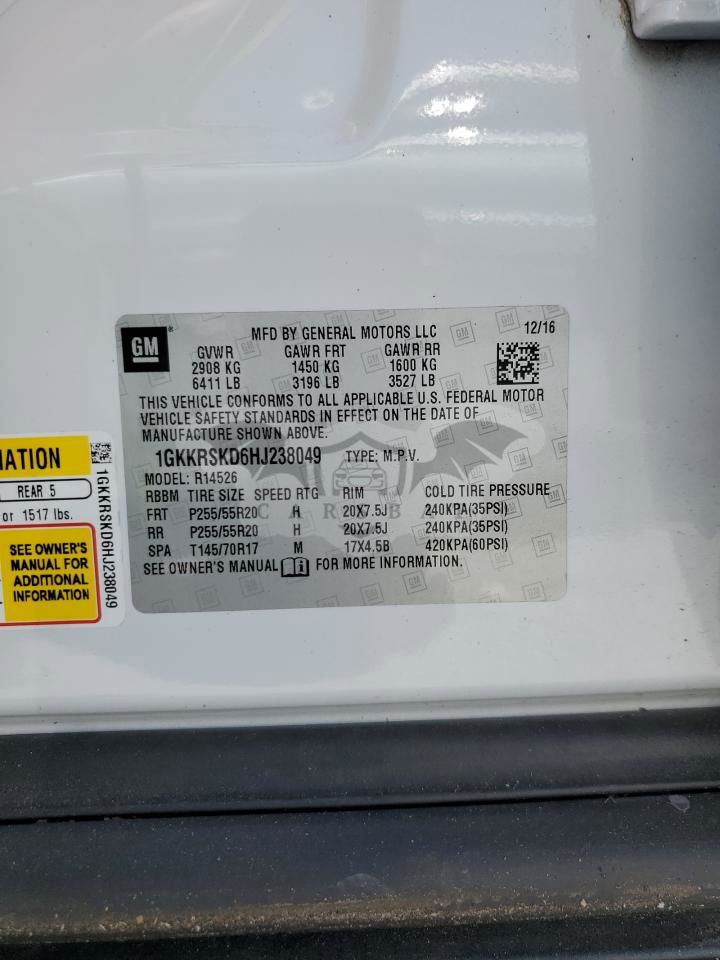 GM ® MFD BY GENERAL MOTORS LLC 12/16
GVWR GAWR FRT GAWR RR
2908 KG 1450 KG 1600 KG
6411 LB 3196 LB 3527 LB
THIS VEHICLE CONFORMS TO ALL APPLICABLE U.S. FEDERAL MOTOR
VEHICLE SAFETY STANDARDS IN EFFECT ON THE DATE OF
MANUFACTURE SHOWN ABOVE.
1GKKRSKD6HJ238049 TYPE: M.P.V.
MODEL: R14526
RBBM TIRE SIZE SPEED RTG RIM COLD TIRE PRESSURE
FRT P255/55R20 H 20X7.5J 240KPA(35PSI)
RR P255/55R20 H 20X7.5J 240KPA(35PSI)
SPA T145/70R17 M 17X4.5B 420KPA(60PSI)
SEE OWNER'S MANUAL FOR MORE INFORMATION.
REAR 5
or 1517 lbs.
SEE OWNER'S
MANUAL FOR
ADDITIONAL
INFORMATION
1GKKRSKD6HJ238049